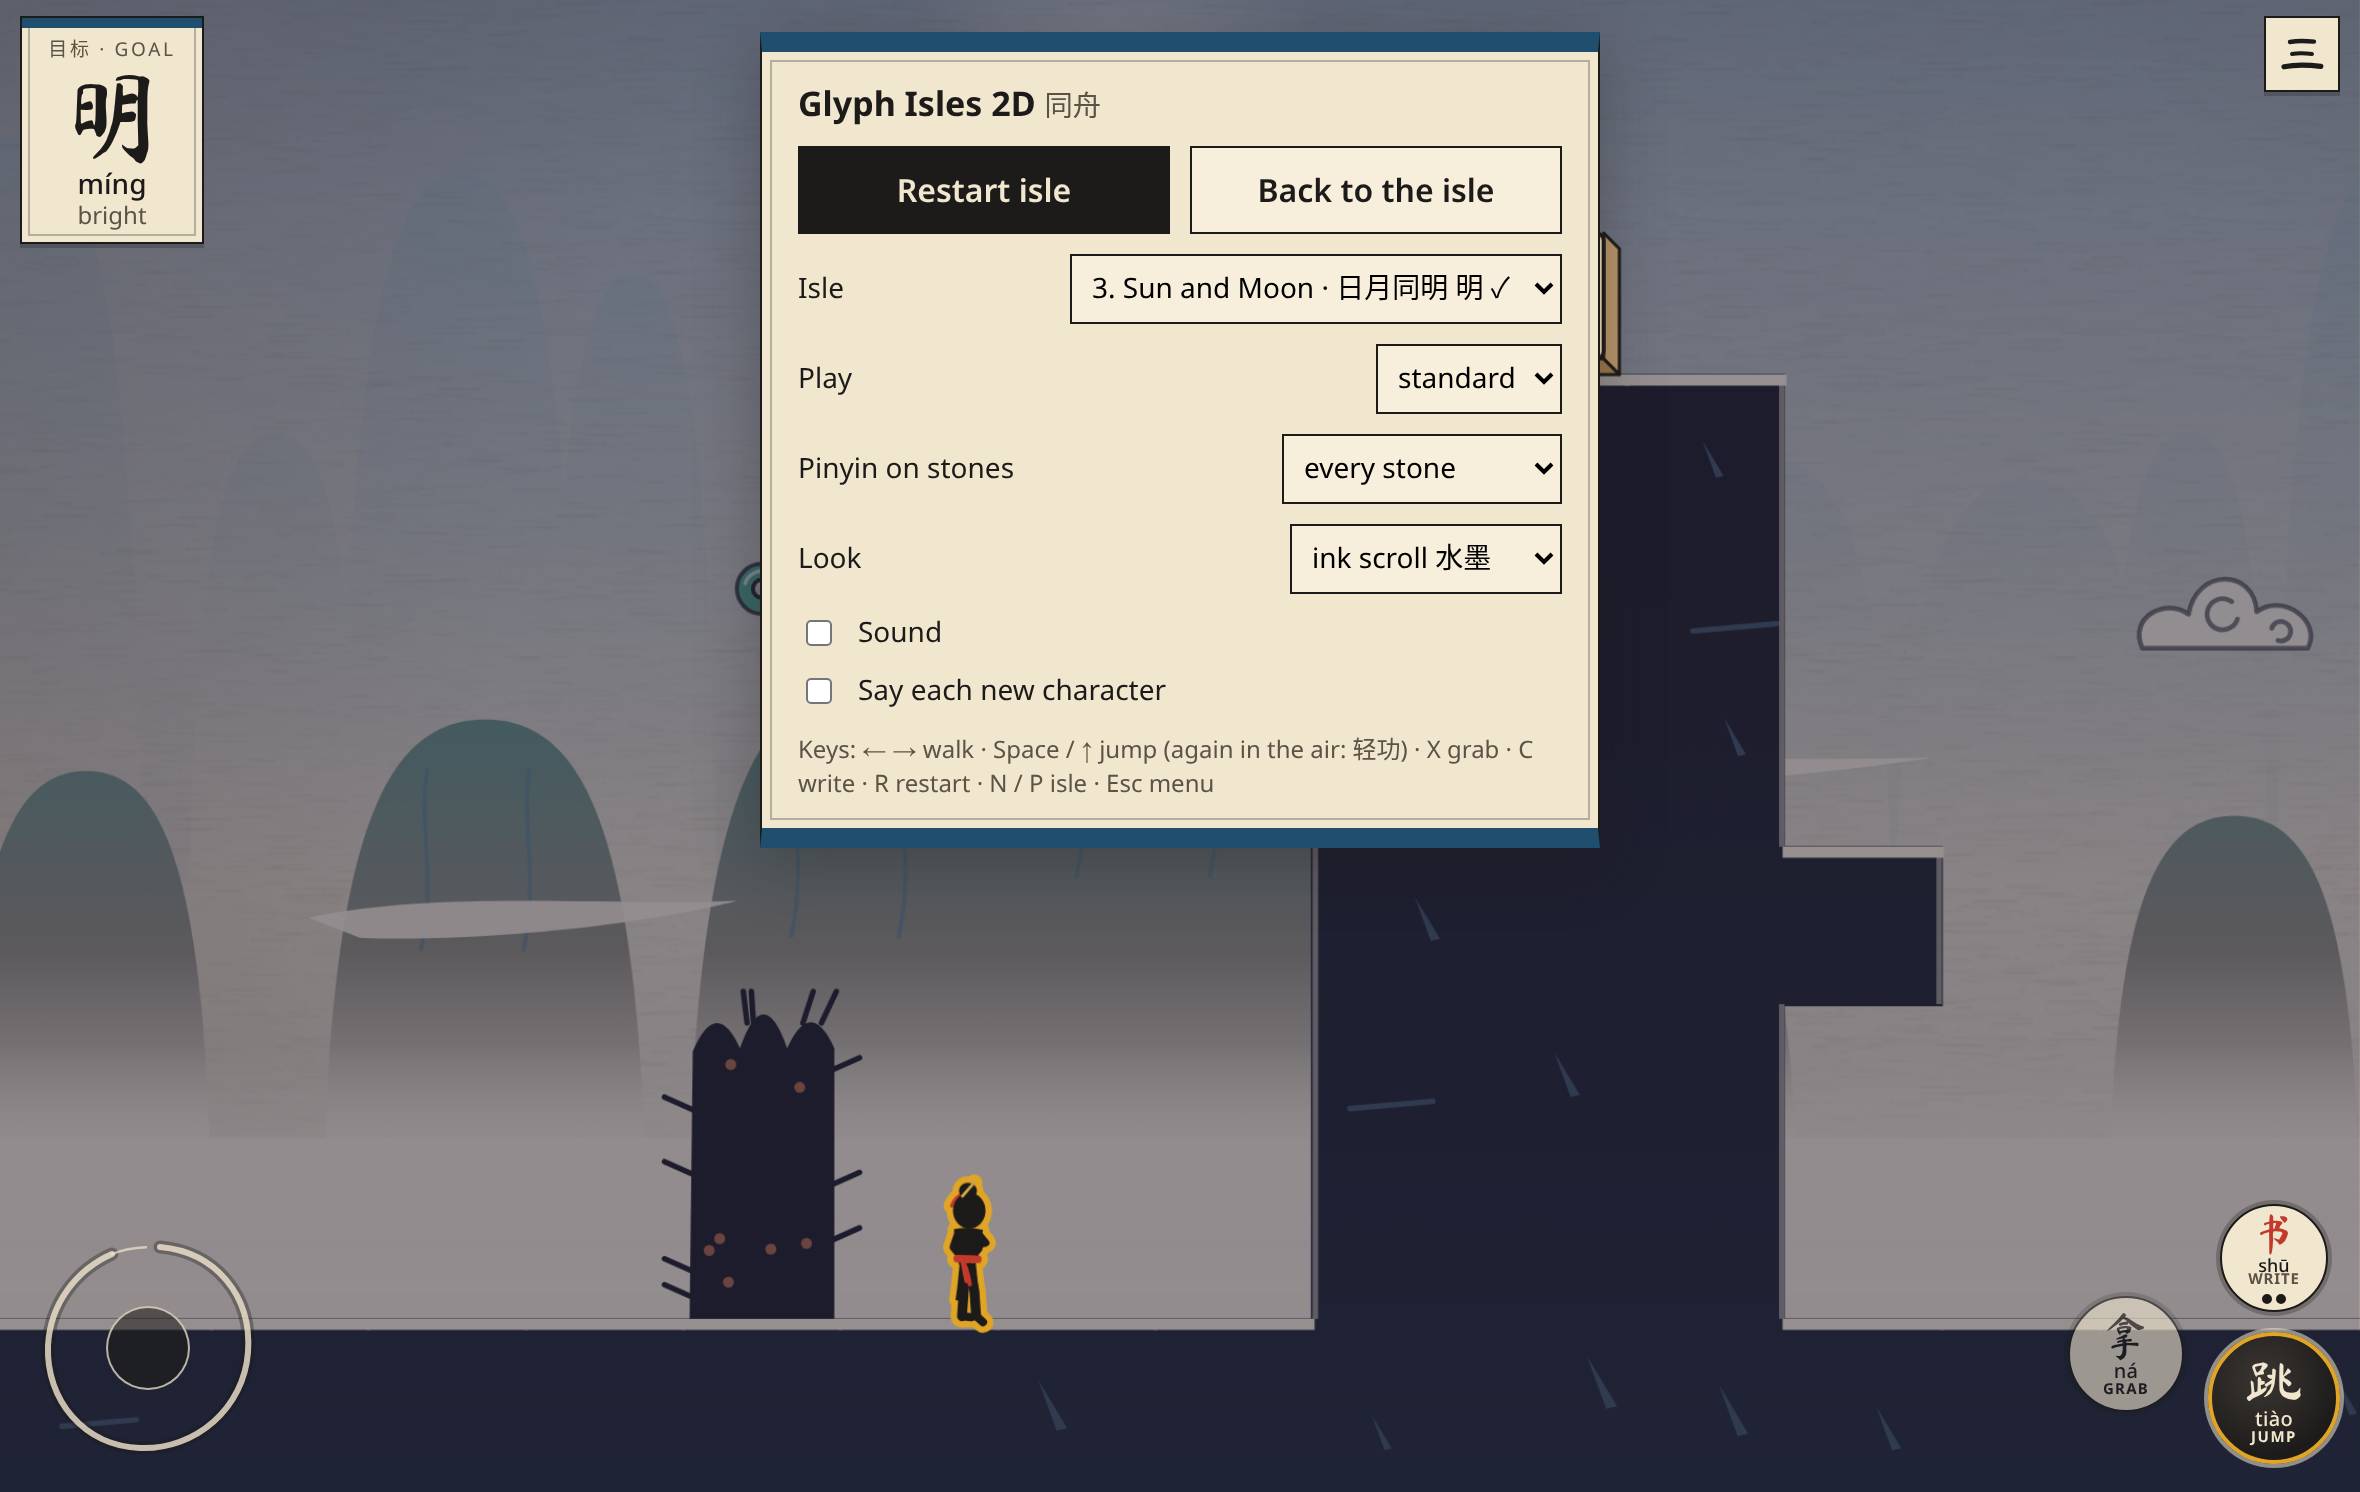 目标 · GOAL
明
míng
bright
三
Glyph Isles 2D 同舟
Restart isle
Back to the isle
Isle
3. Sun and Moon · 日月同明 明 ✓
Play
standard
Pinyin on stones
every stone
Look
ink scroll 水墨
Sound
Say each new character
Keys: ← → walk · Space / ↑ jump (again in the air: 轻功) · X grab · C
write · R restart · N / P isle · Esc menu
书
shū
WRITE
拿
ná
GRAB
跳
tiào
JUMP